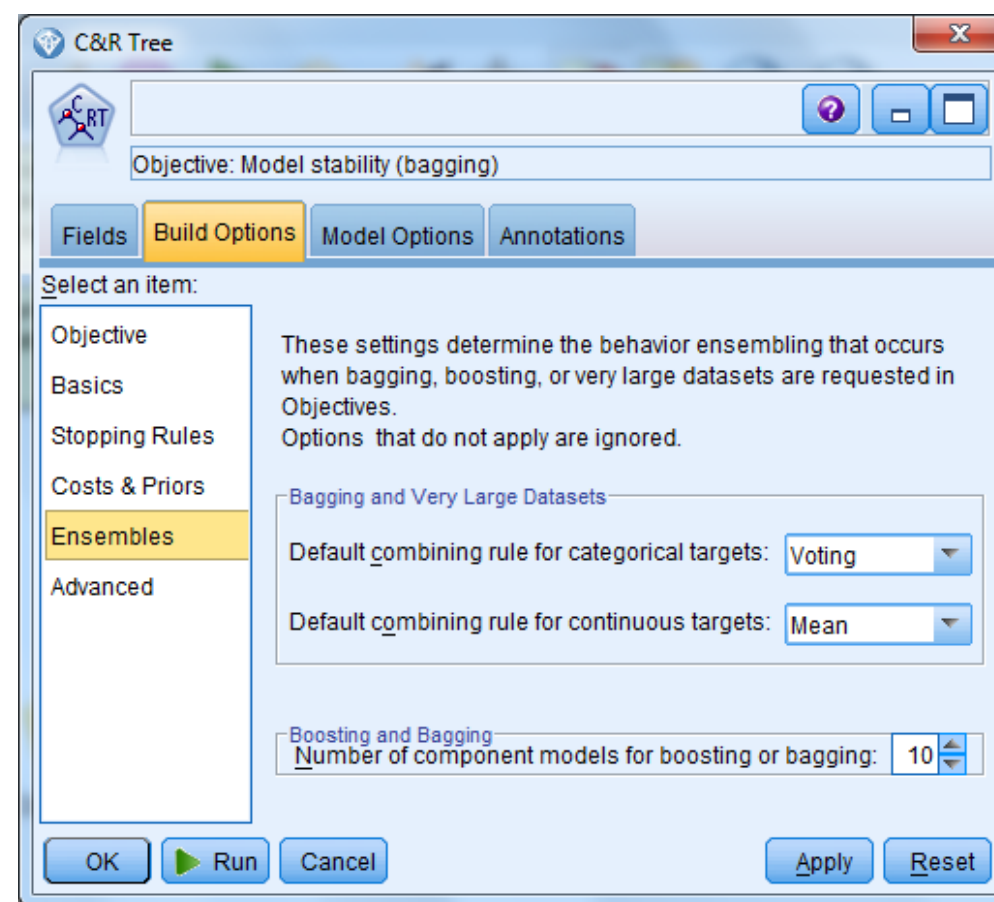 C&R Tree
X
C
RT
?
Objective: Model stability (bagging)
Fields
Build Options
Model Options
Annotations
Select an item:
Objective
Basics
Stopping Rules
Costs & Priors
Ensembles
Advanced
These settings determine the behavior ensembling that occurs
when bagging, boosting, or very large datasets are requested in
Objectives.
Options that do not apply are ignored.
Bagging and Very Large Datasets
Default combining rule for categorical targets: Voting
Default combining rule for continuous targets: Mean
Boosting and Bagging
Number of component models for boosting or bagging: 10
OK
Run
Cancel
Apply
Reset